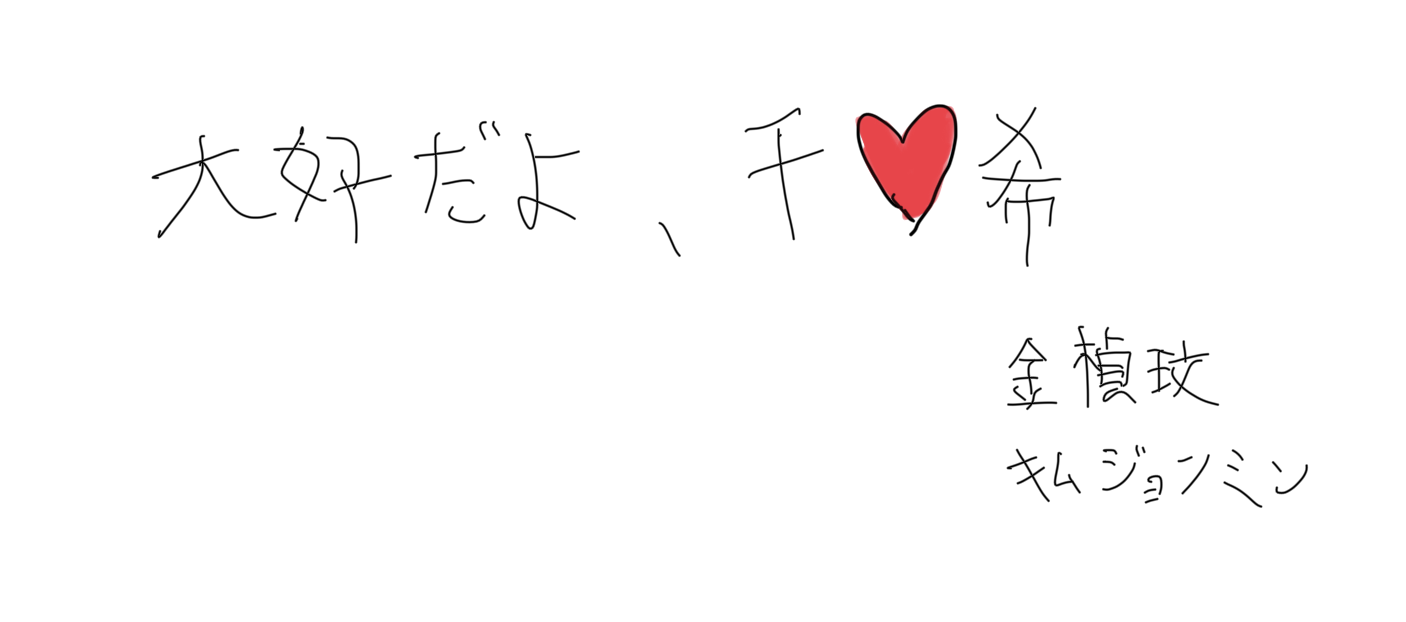 大好だよ、千❤希
金楨玟
キムジョンミン